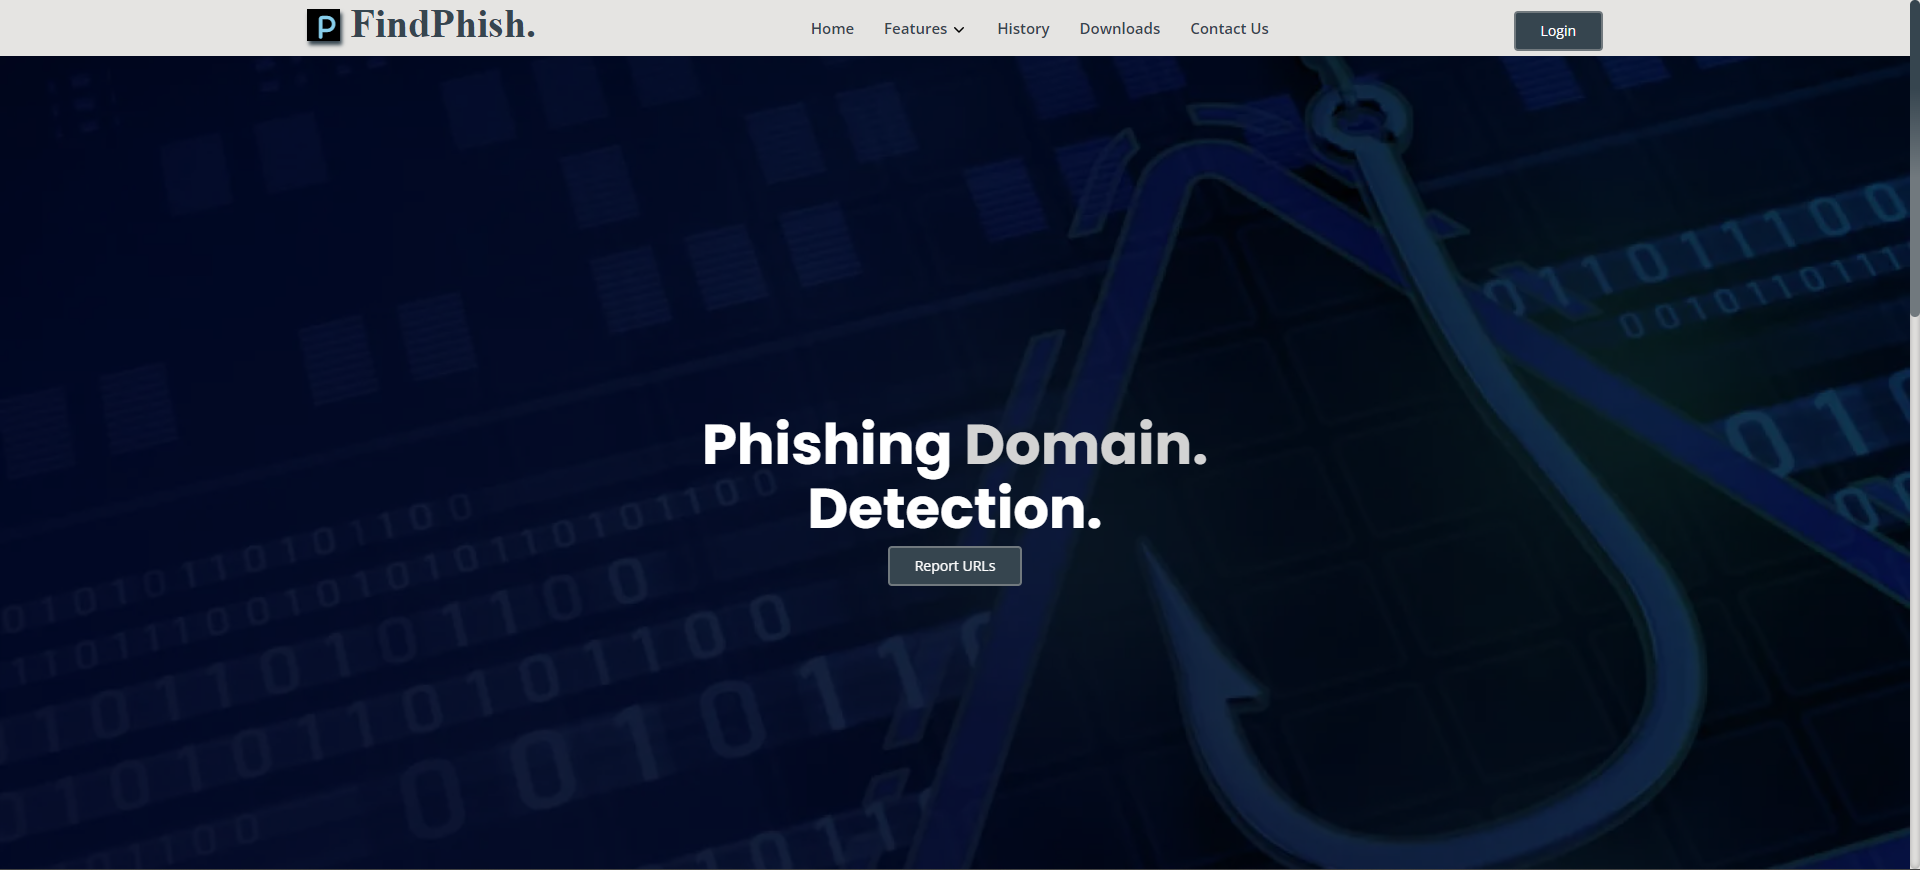 P FindPhish.
Home Features History Downloads Contact Us
Login
Phishing Domain.
Detection.
Report URLs